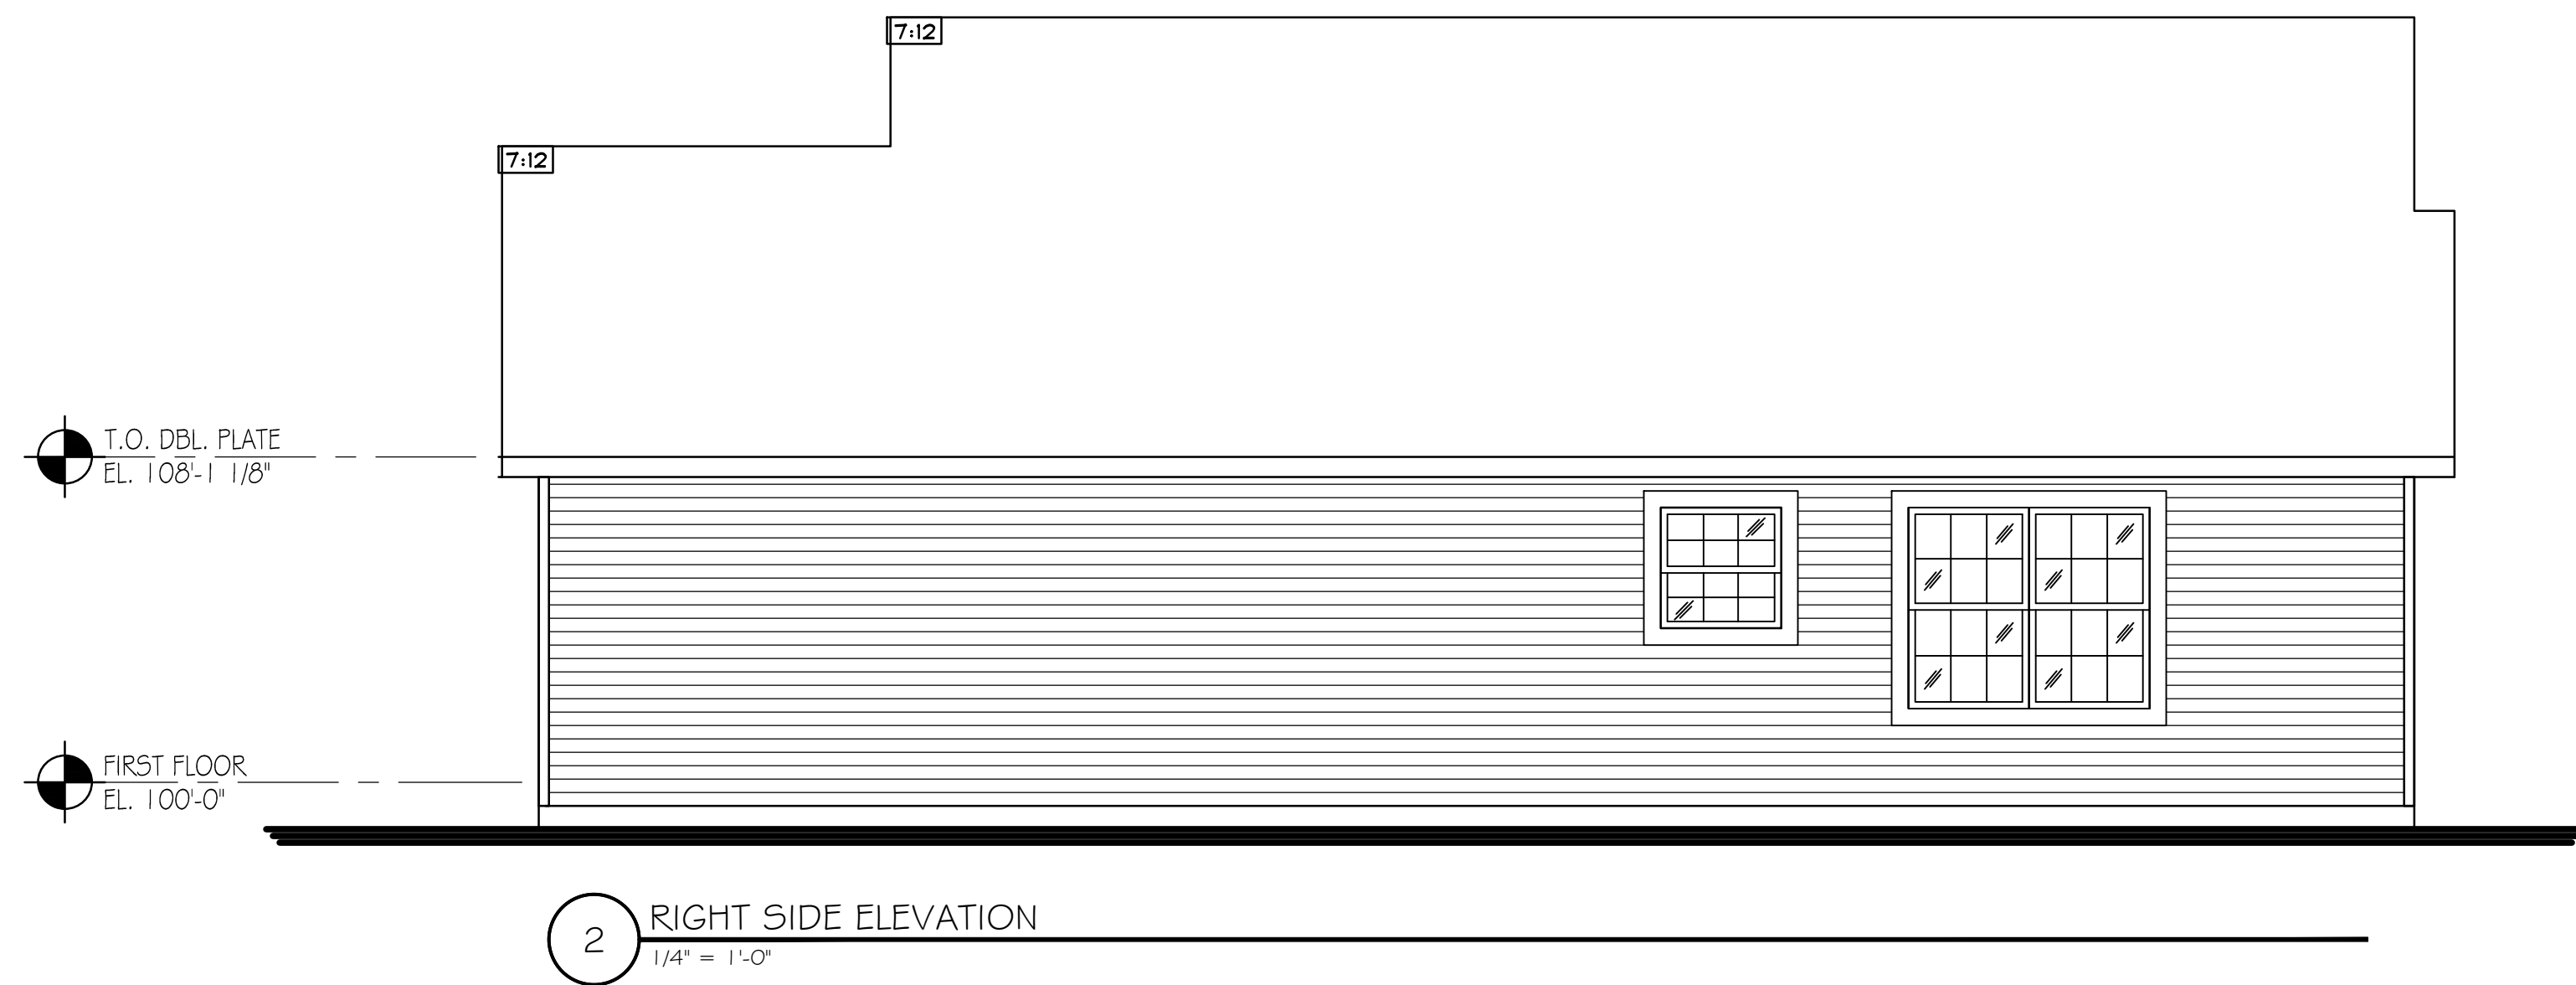 7:12
7:12
T.O. DBL. PLATE
EL. 108'-1 1/8"
FIRST FLOOR
EL. 100'-0"
2
RIGHT SIDE ELEVATION
1/4" = 1'-0"